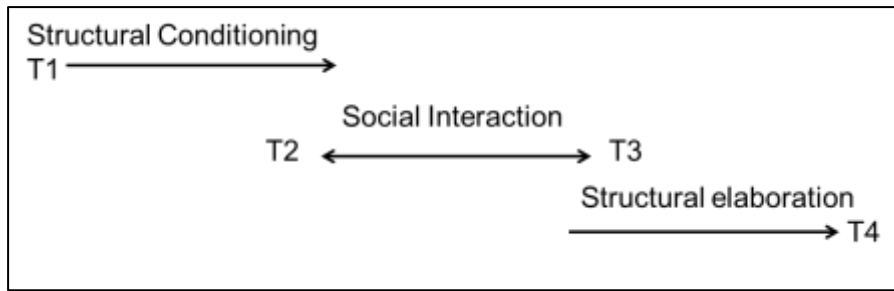 Structural Conditioning
T1
Social Interaction
T2 T3
Structural elaboration
T4